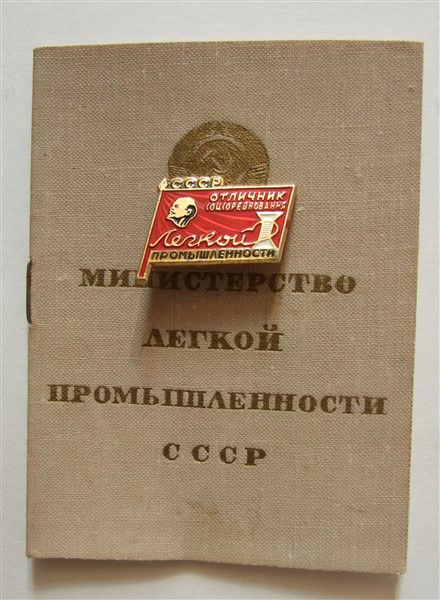 СССР
ОТЛИЧНИК
СОЦСОРЕВНОВАНИЯ
Легкой
ПРОМЫШЛЕННОСТИ
МИНИСТЕРСТВО
ЛЕГКОЙ
ПРОМЫШЛЕННОСТИ
СССР